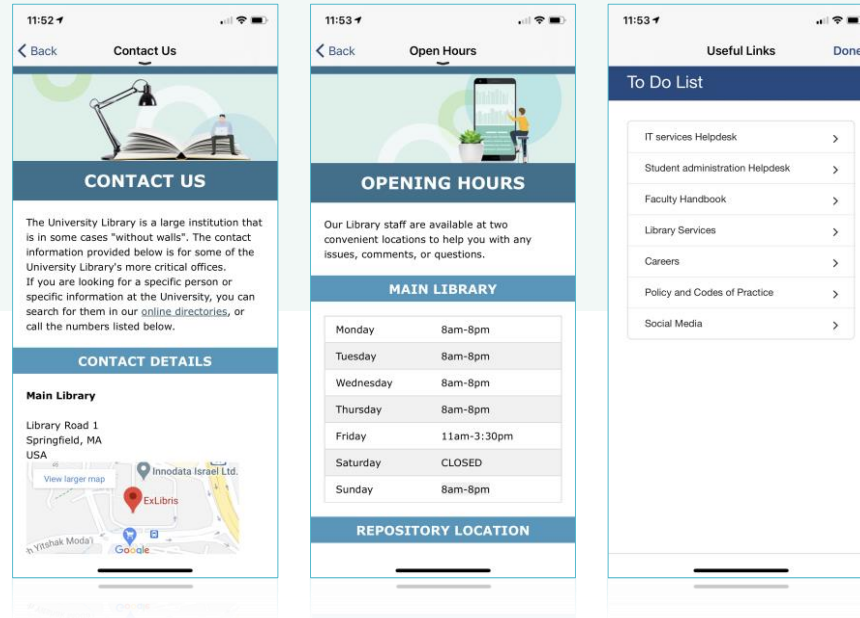 11:52
Back
Contact Us
CONTACT US
The University Library is a large institution that
is in some cases "without walls". The contact
information provided below is for some of the
University Library's more critical offices.
If you are looking for a specific person or
specific information at the University, you can
search for them in our online directories, or
call the numbers listed below.
CONTACT DETAILS
Main Library
Library Road 1
Springfield, MA
USA
View larger map
Innodata Israel Ltd.
ExLibris
Yitshak Moda'i
Google
11:53
Back
Open Hours
OPENING HOURS
Our Library staff are available at two
convenient locations to help you with any
issues, comments, or questions.
MAIN LIBRARY
Monday 8am-8pm
Tuesday 8am-8pm
Wednesday 8am-8pm
Thursday 8am-8pm
Friday 11am-3:30pm
Saturday CLOSED
Sunday 8am-8pm
REPOSITORY LOCATION
11:53
Useful Links
Done
To Do List
IT services Helpdesk
Student administration Helpdesk
Faculty Handbook
Library Services
Careers
Policy and Codes of Practice
Social Media